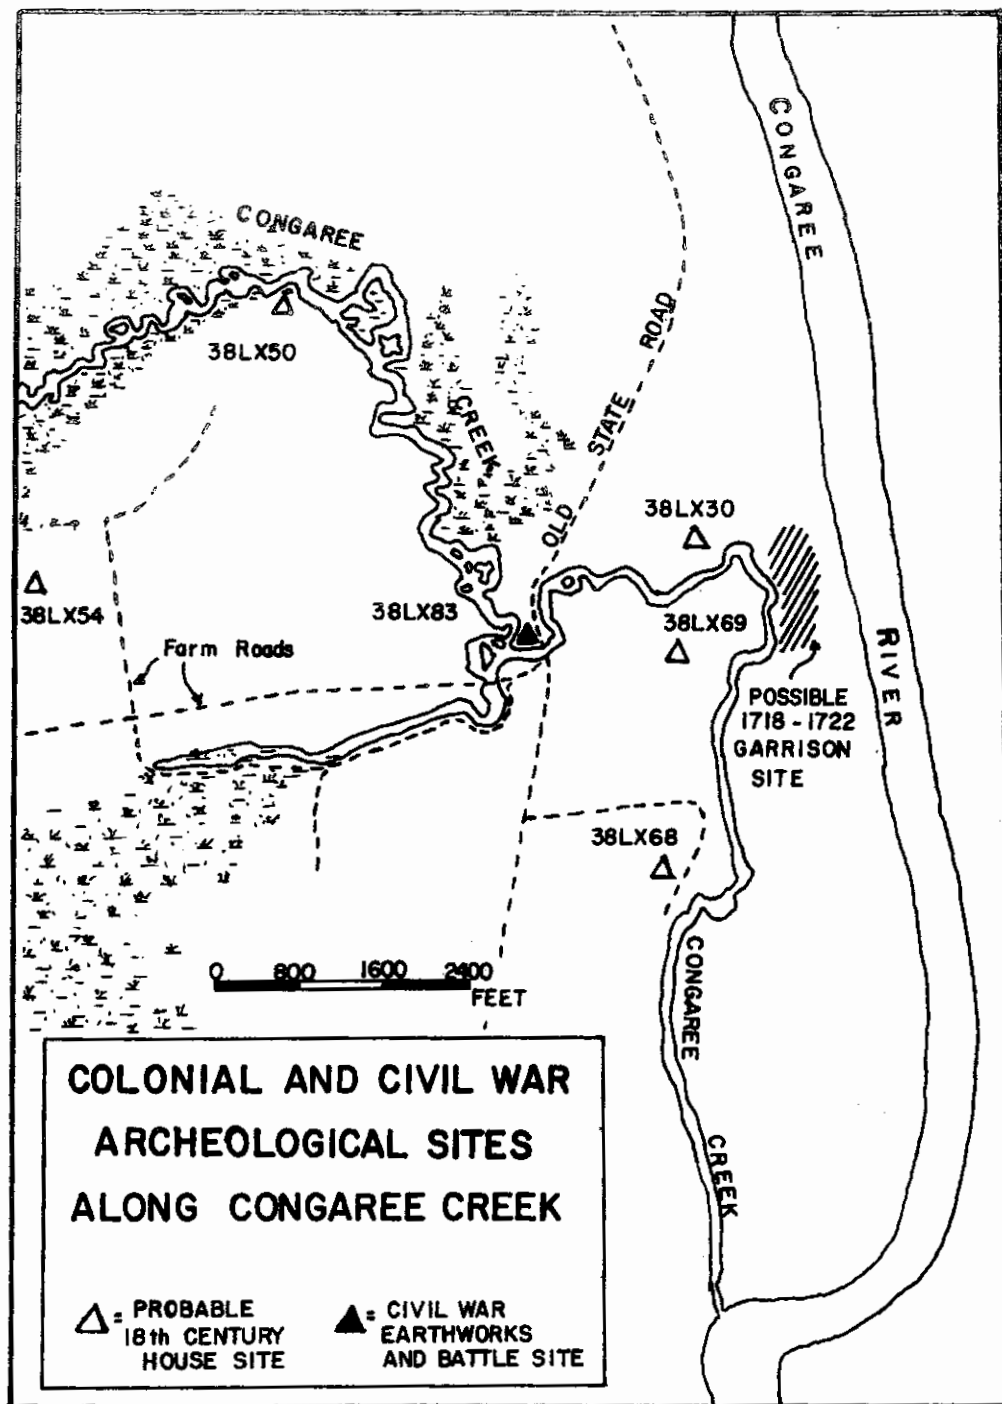 CONGAREE
RIVER
CONGAREE
CREEK
OLD STATE ROAD
38LX50
38LX30
38LX54
38LX83
38LX69
Farm Roads
POSSIBLE
1718 - 1722
GARRISON
SITE
38LX68
CONGAREE
CREEK
0 800 1600 2400
FEET
COLONIAL AND CIVIL WAR
ARCHEOLOGICAL SITES
ALONG CONGAREE CREEK
= PROBABLE
18th CENTURY
HOUSE SITE
= CIVIL WAR
EARTHWORKS
AND BATTLE SITE